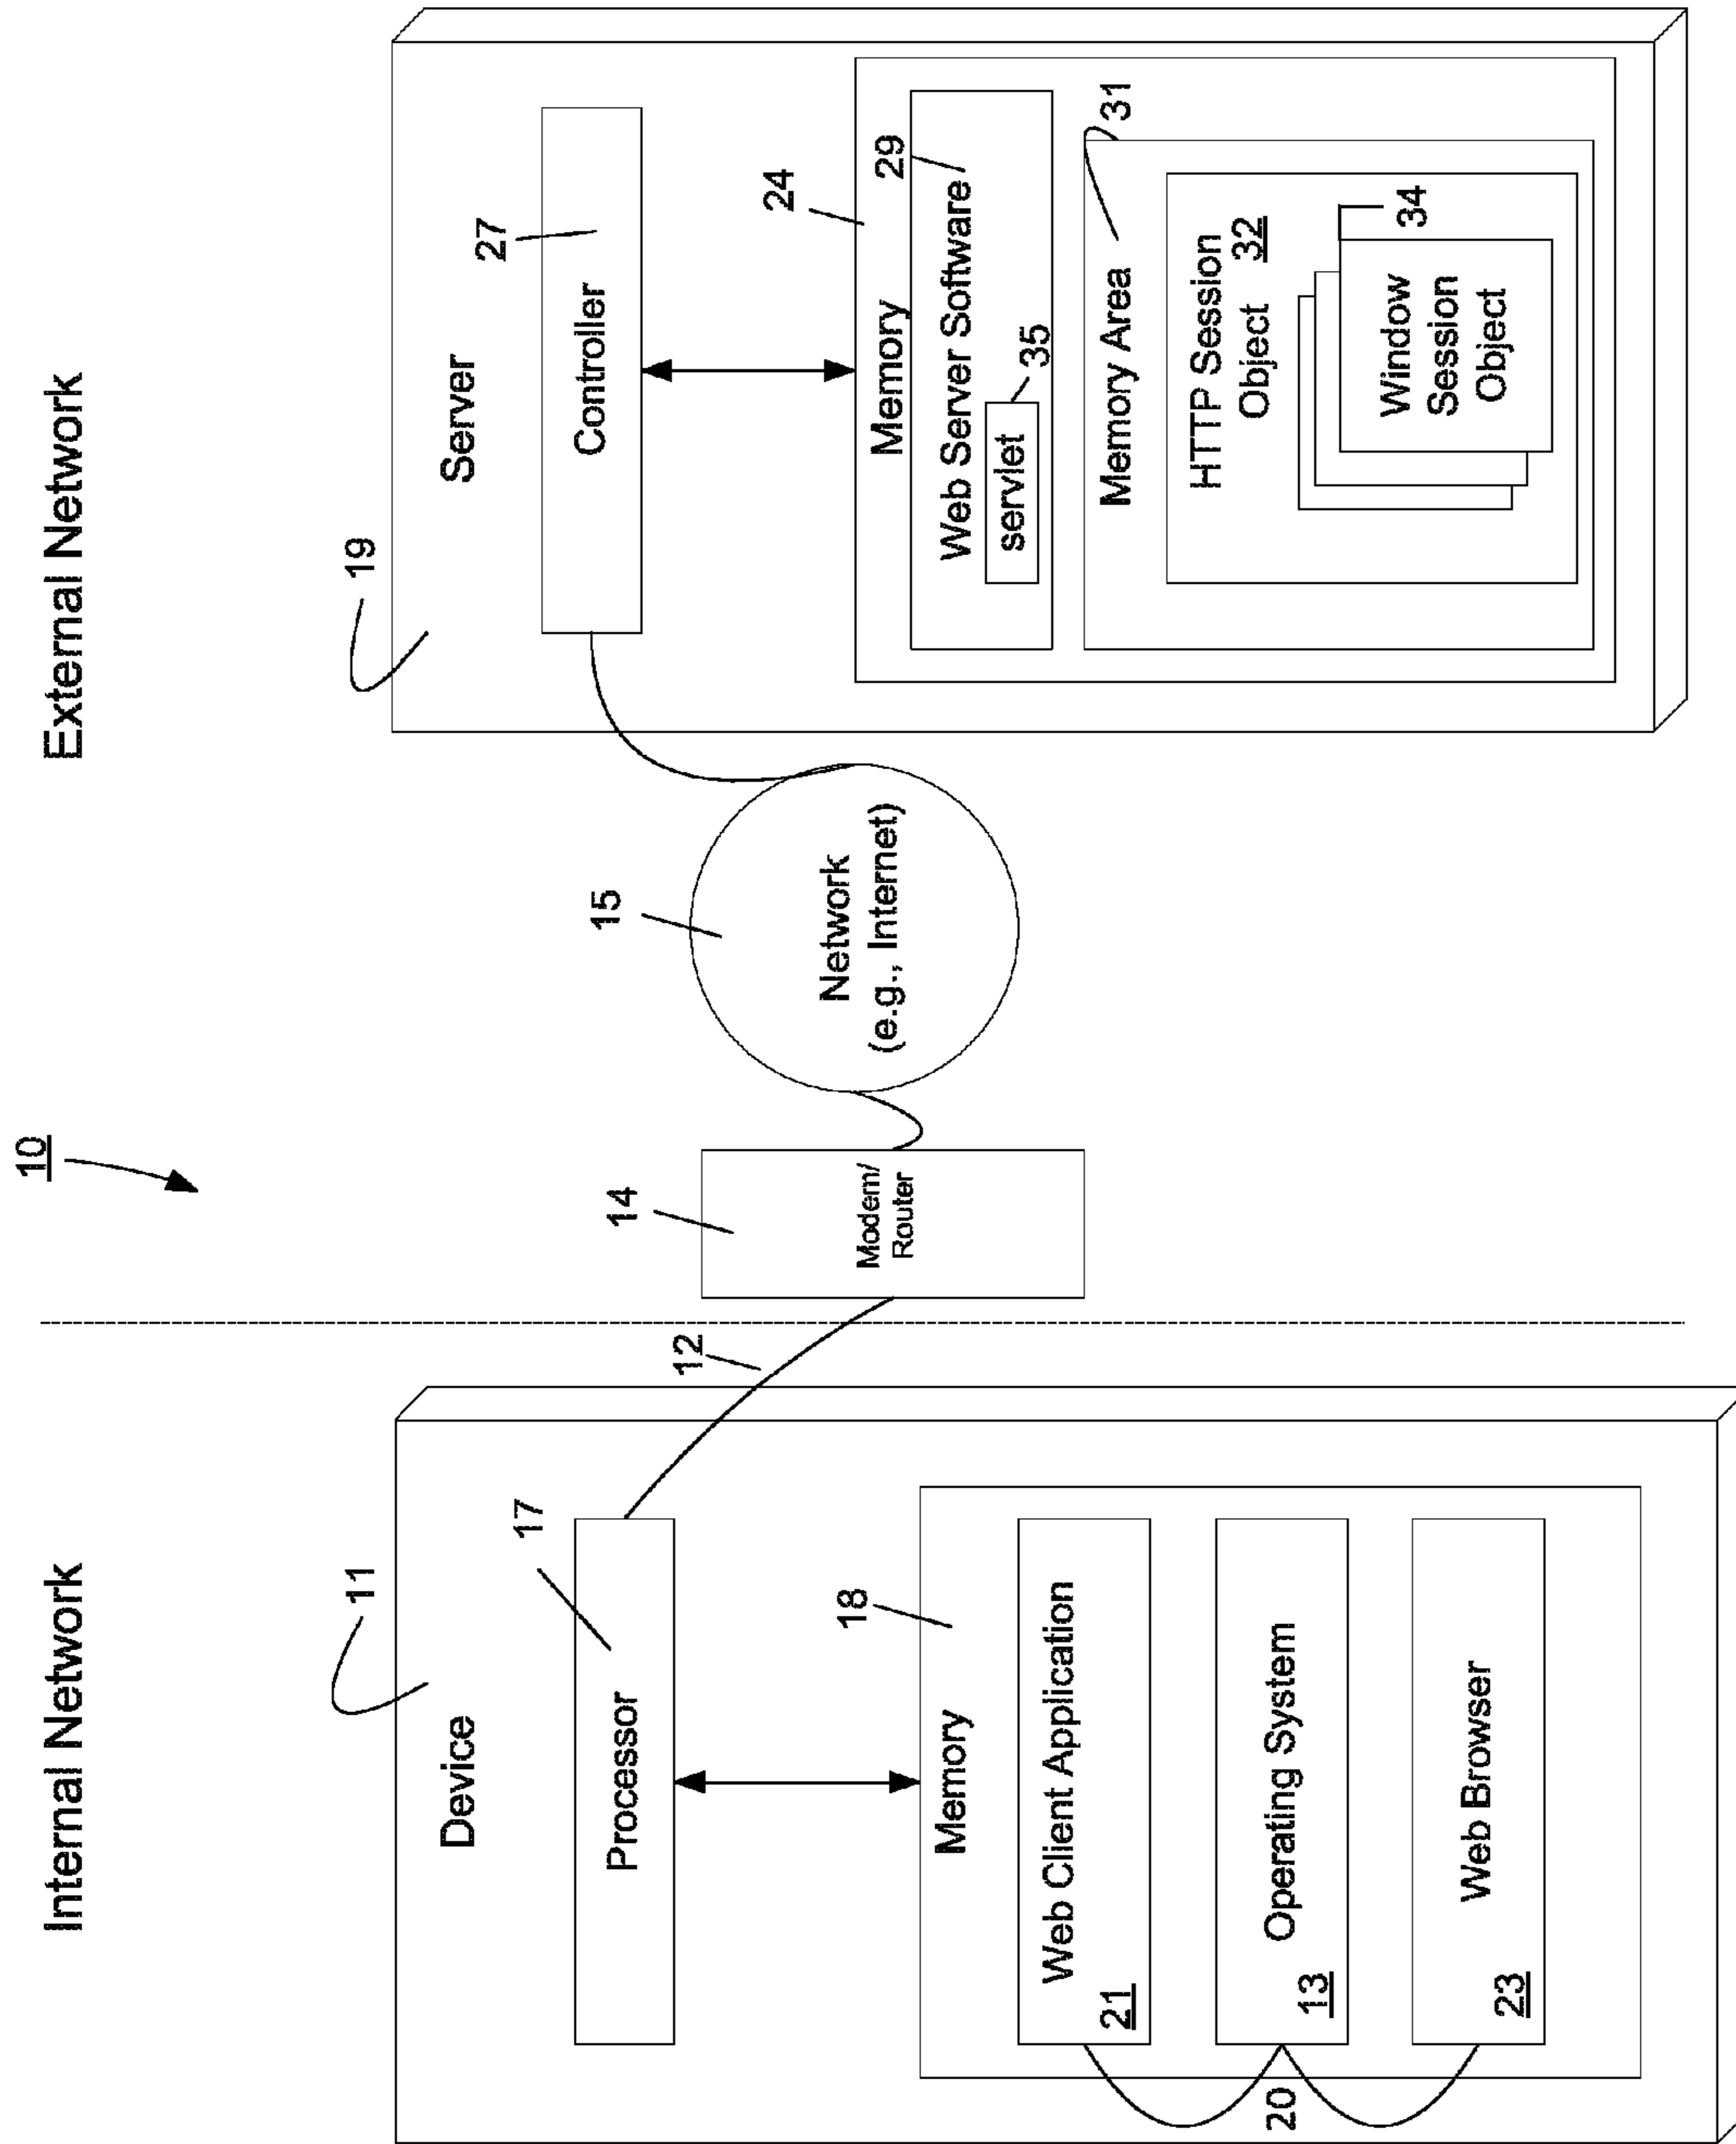 10
Internal Network
External Network
11
Device
17
Processor
18
Memory
Web Client Application
21
Operating System
13
Web Browser
23
20
12
14
Modem/
Router
15
Network
(e.g., Internet)
19
Server
27
Controller
24
Memory
29
Web Server Software
servlet
35
31
Memory Area
HTTP Session
Object
32
34
Window
Session
Object